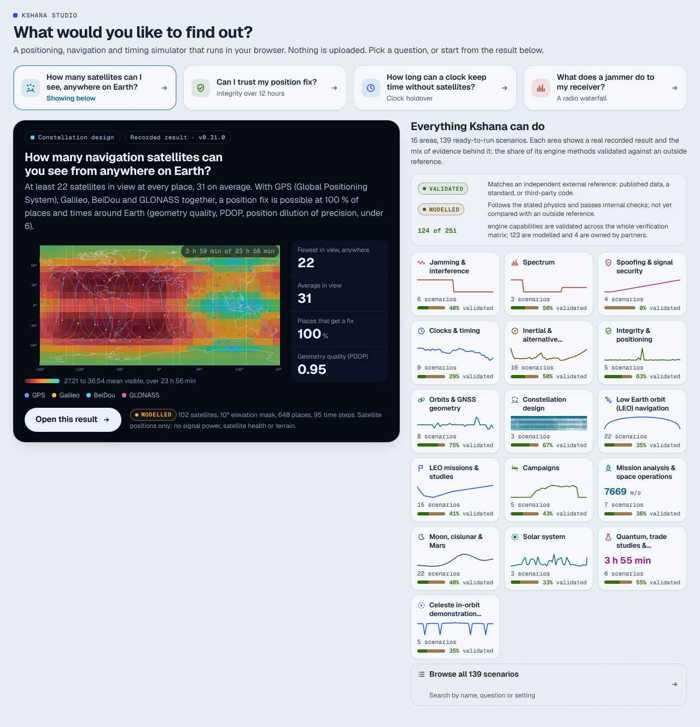 KSHANA STUDIO
What would you like to find out?
A positioning, navigation and timing simulator that runs in your browser. Nothing is uploaded. Pick a question, or start from the result below.
How many satellites can I
see, anywhere on Earth?
Showing below
Can I trust my position fix?
Integrity over 12 hours
How long can a clock keep
time without satellites?
Clock holdover
What does a jammer do to
my receiver?
A radio waterfall
Constellation design
Recorded result · v0.31.0
How many navigation satellites can
you see from anywhere on Earth?
At least 22 satellites in view at every place, 31 on average. With GPS (Global Positioning
System), Galileo, BeiDou and GLONASS together, a position fix is possible at 100 % of
places and times around Earth (geometry quality, PDOP, position dilution of precision, under
6).
3 h 59 min of 23 h 56 min
Fewest in view, anywhere
22
Average in view
31
Places that get a fix
100 %
Geometry quality (PDOP)
0.95
27.21 to 36.54 mean visible, over 23 h 56 min
GPS
Galileo
BeiDou
GLONASS
Open this result
MODELLED
102 satellites, 10° elevation mask, 648 places, 95 time steps. Satellite
positions only: no signal power, satellite health or terrain.
Everything Kshana can do
16 areas, 139 ready-to-run scenarios. Each area shows a real recorded result and the
mix of evidence behind it: the share of its engine methods validated against an outside
reference.
VALIDATED
Matches an independent external reference: published data, a
standard, or third-party software.
MODELLED
Follows the stated physics and passes internal checks; not yet
compared with an outside reference.
124 of 251
engine capabilities are validated across the whole verification
matrix; 123 are modelled and 4 are owned by partners.
Jamming &
interference
6 scenarios
40% validated
Spectrum
3 scenarios
50% validated
Spoofing & signal
security
4 scenarios
0% validated
Clocks & timing
9 scenarios
29% validated
Inertial &
alternative…
16 scenarios
50% validated
Integrity &
positioning
5 scenarios
63% validated
Orbits & GNSS
geometry
8 scenarios
75% validated
Constellation
design
3 scenarios
67% validated
Low Earth orbit
(LEO) navigation
22 scenarios
35% validated
LEO missions &
studies
15 scenarios
41% validated
Campaigns
5 scenarios
43% validated
Mission analysis &
space operations
7669 m/s
7 scenarios
36% validated
Moon, cislunar &
Mars
22 scenarios
40% validated
Solar system
3 scenarios
33% validated
Quantum, trade
studies &…
3 h 55 min
6 scenarios
55% validated
Celeste in-orbit
demonstration…
5 scenarios
35% validated
Browse all 139 scenarios
Search by name, question or setting